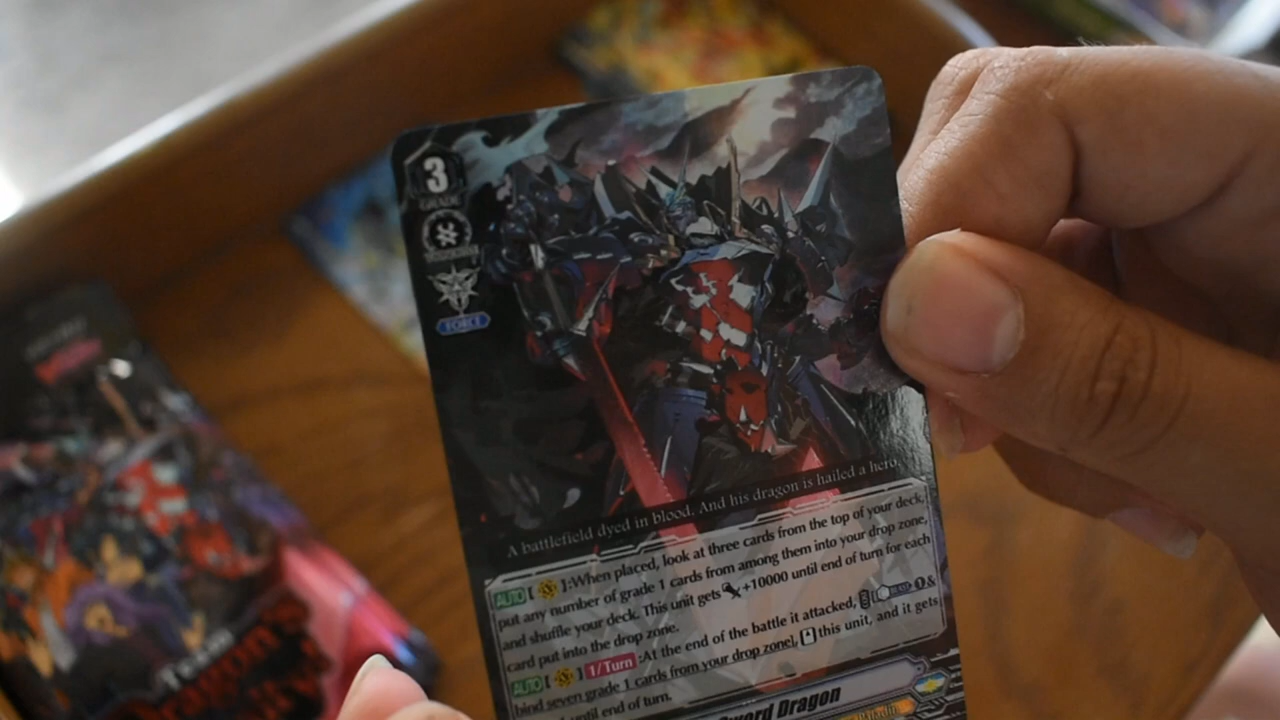 3
GRADE
FORCE
A battlefield dyed in blood. And his dragon is hailed a hero.
AUTO [ ]:When placed, look at three cards from the top of your deck,
put any number of grade 1 cards from among them into your drop zone,
and shuffle your deck. This unit gets +10000 until end of turn for each
card put into the drop zone.
AUTO [ ] 1/Turn :At the end of the battle it attacked, 1 &
bind seven grade 1 cards from your drop zone], this unit, and it gets
until end of turn.
Sword Dragon
TEAM
Dragon's